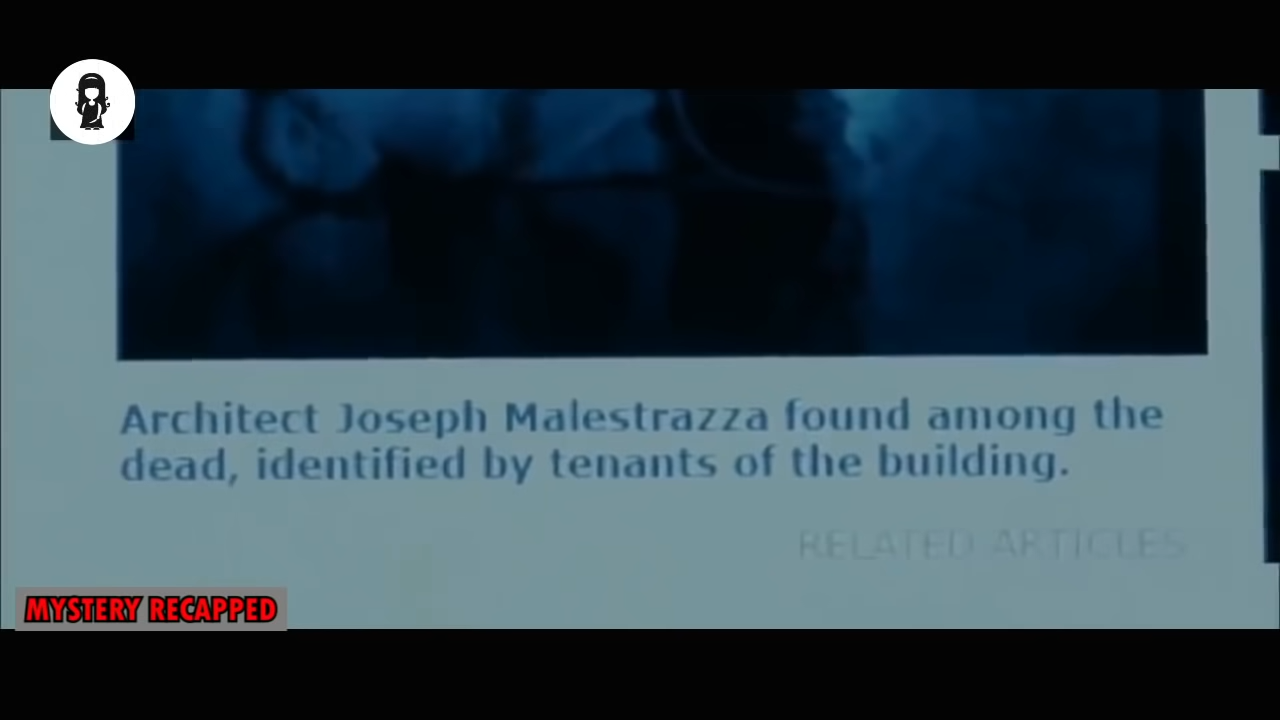 Architect Joseph Malestrazza found among the
dead, identified by tenants of the building.
RELATED ARTICLES
MYSTERY RECAPPED